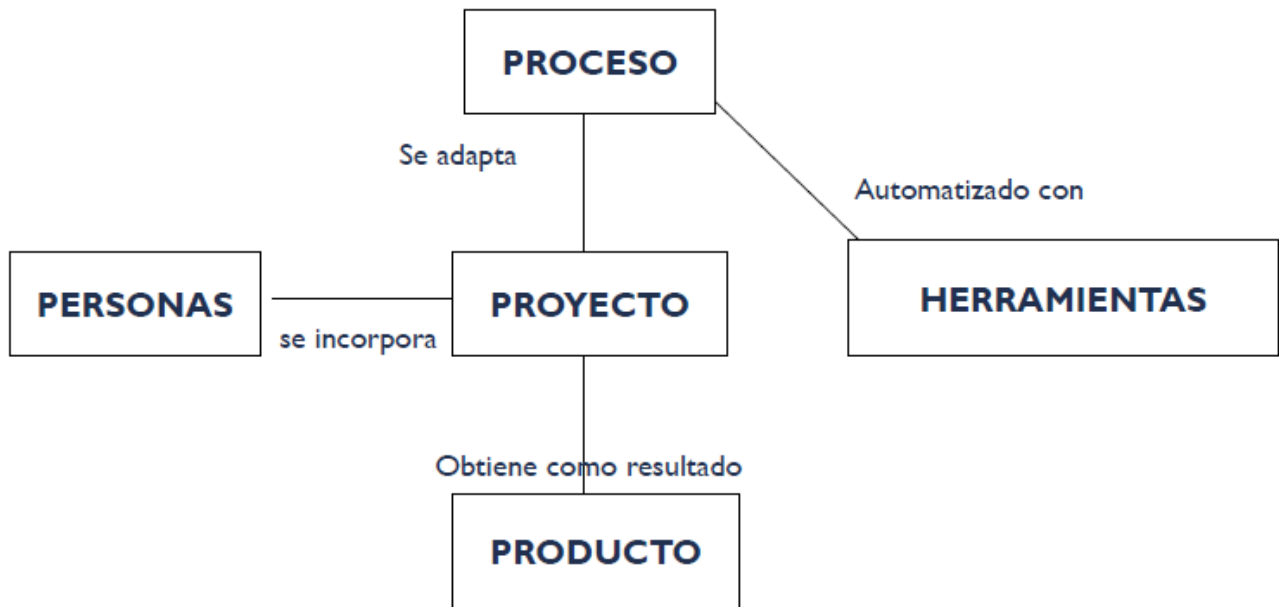 PROCESO
Se adapta
Automatizado con
PERSONAS
se incorpora
PROYECTO
HERRAMIENTAS
Obtiene como resultado
PRODUCTO